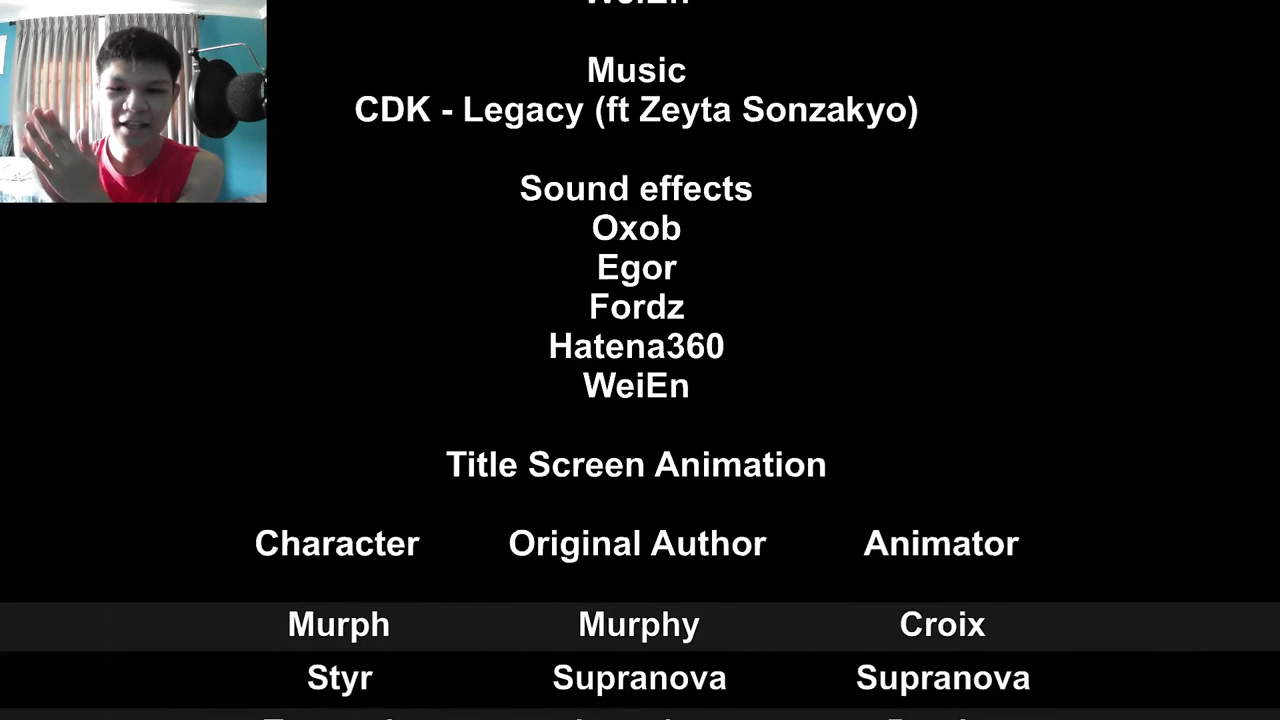 WeiEn
Music
CDK - Legacy (ft Zeyta Sonzakyo)
Sound effects
Oxob
Egor
Fordz
Hatena360
WeiEn
Title Screen Animation
Character Original Author Animator
Murph Murphy Croix
Styr Supranova Supranova